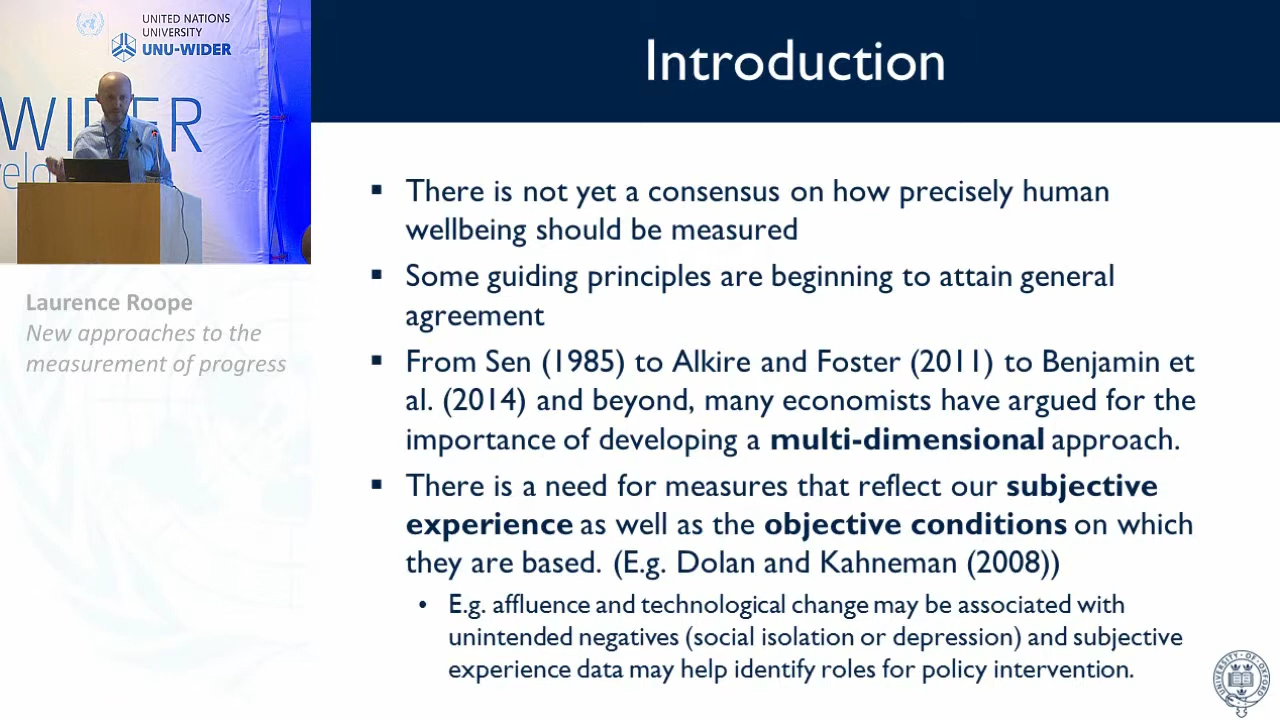 UNITED NATIONS
UNIVERSITY
UNU-WIDER
WIDER
Laurence Roope
New approaches to the
measurement of progress
Introduction
▪ There is not yet a consensus on how precisely human
wellbeing should be measured
▪ Some guiding principles are beginning to attain general
agreement
▪ From Sen (1985) to Alkire and Foster (2011) to Benjamin et
al. (2014) and beyond, many economists have argued for the
importance of developing a multi-dimensional approach.
▪ There is a need for measures that reflect our subjective
experience as well as the objective conditions on which
they are based. (E.g. Dolan and Kahneman (2008))
• E.g. affluence and technological change may be associated with
unintended negatives (social isolation or depression) and subjective
experience data may help identify roles for policy intervention.
UNIVERSITY OF OXFORD